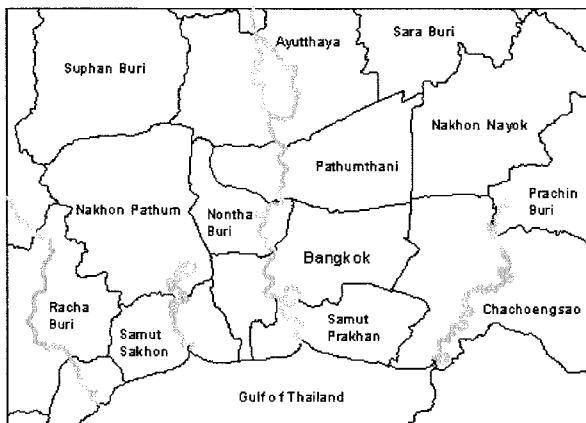 Sara Buri
Ayutthaya
Suphan Buri
Nakhon Nayok
Pathumthani
Nakhon Pathum
Nontha
Buri
Prachin
Buri
Bangkok
Racha
Buri
Samut
Sakhon
Samut
Prakhan
Chachoengsao
Gulf of Thailand